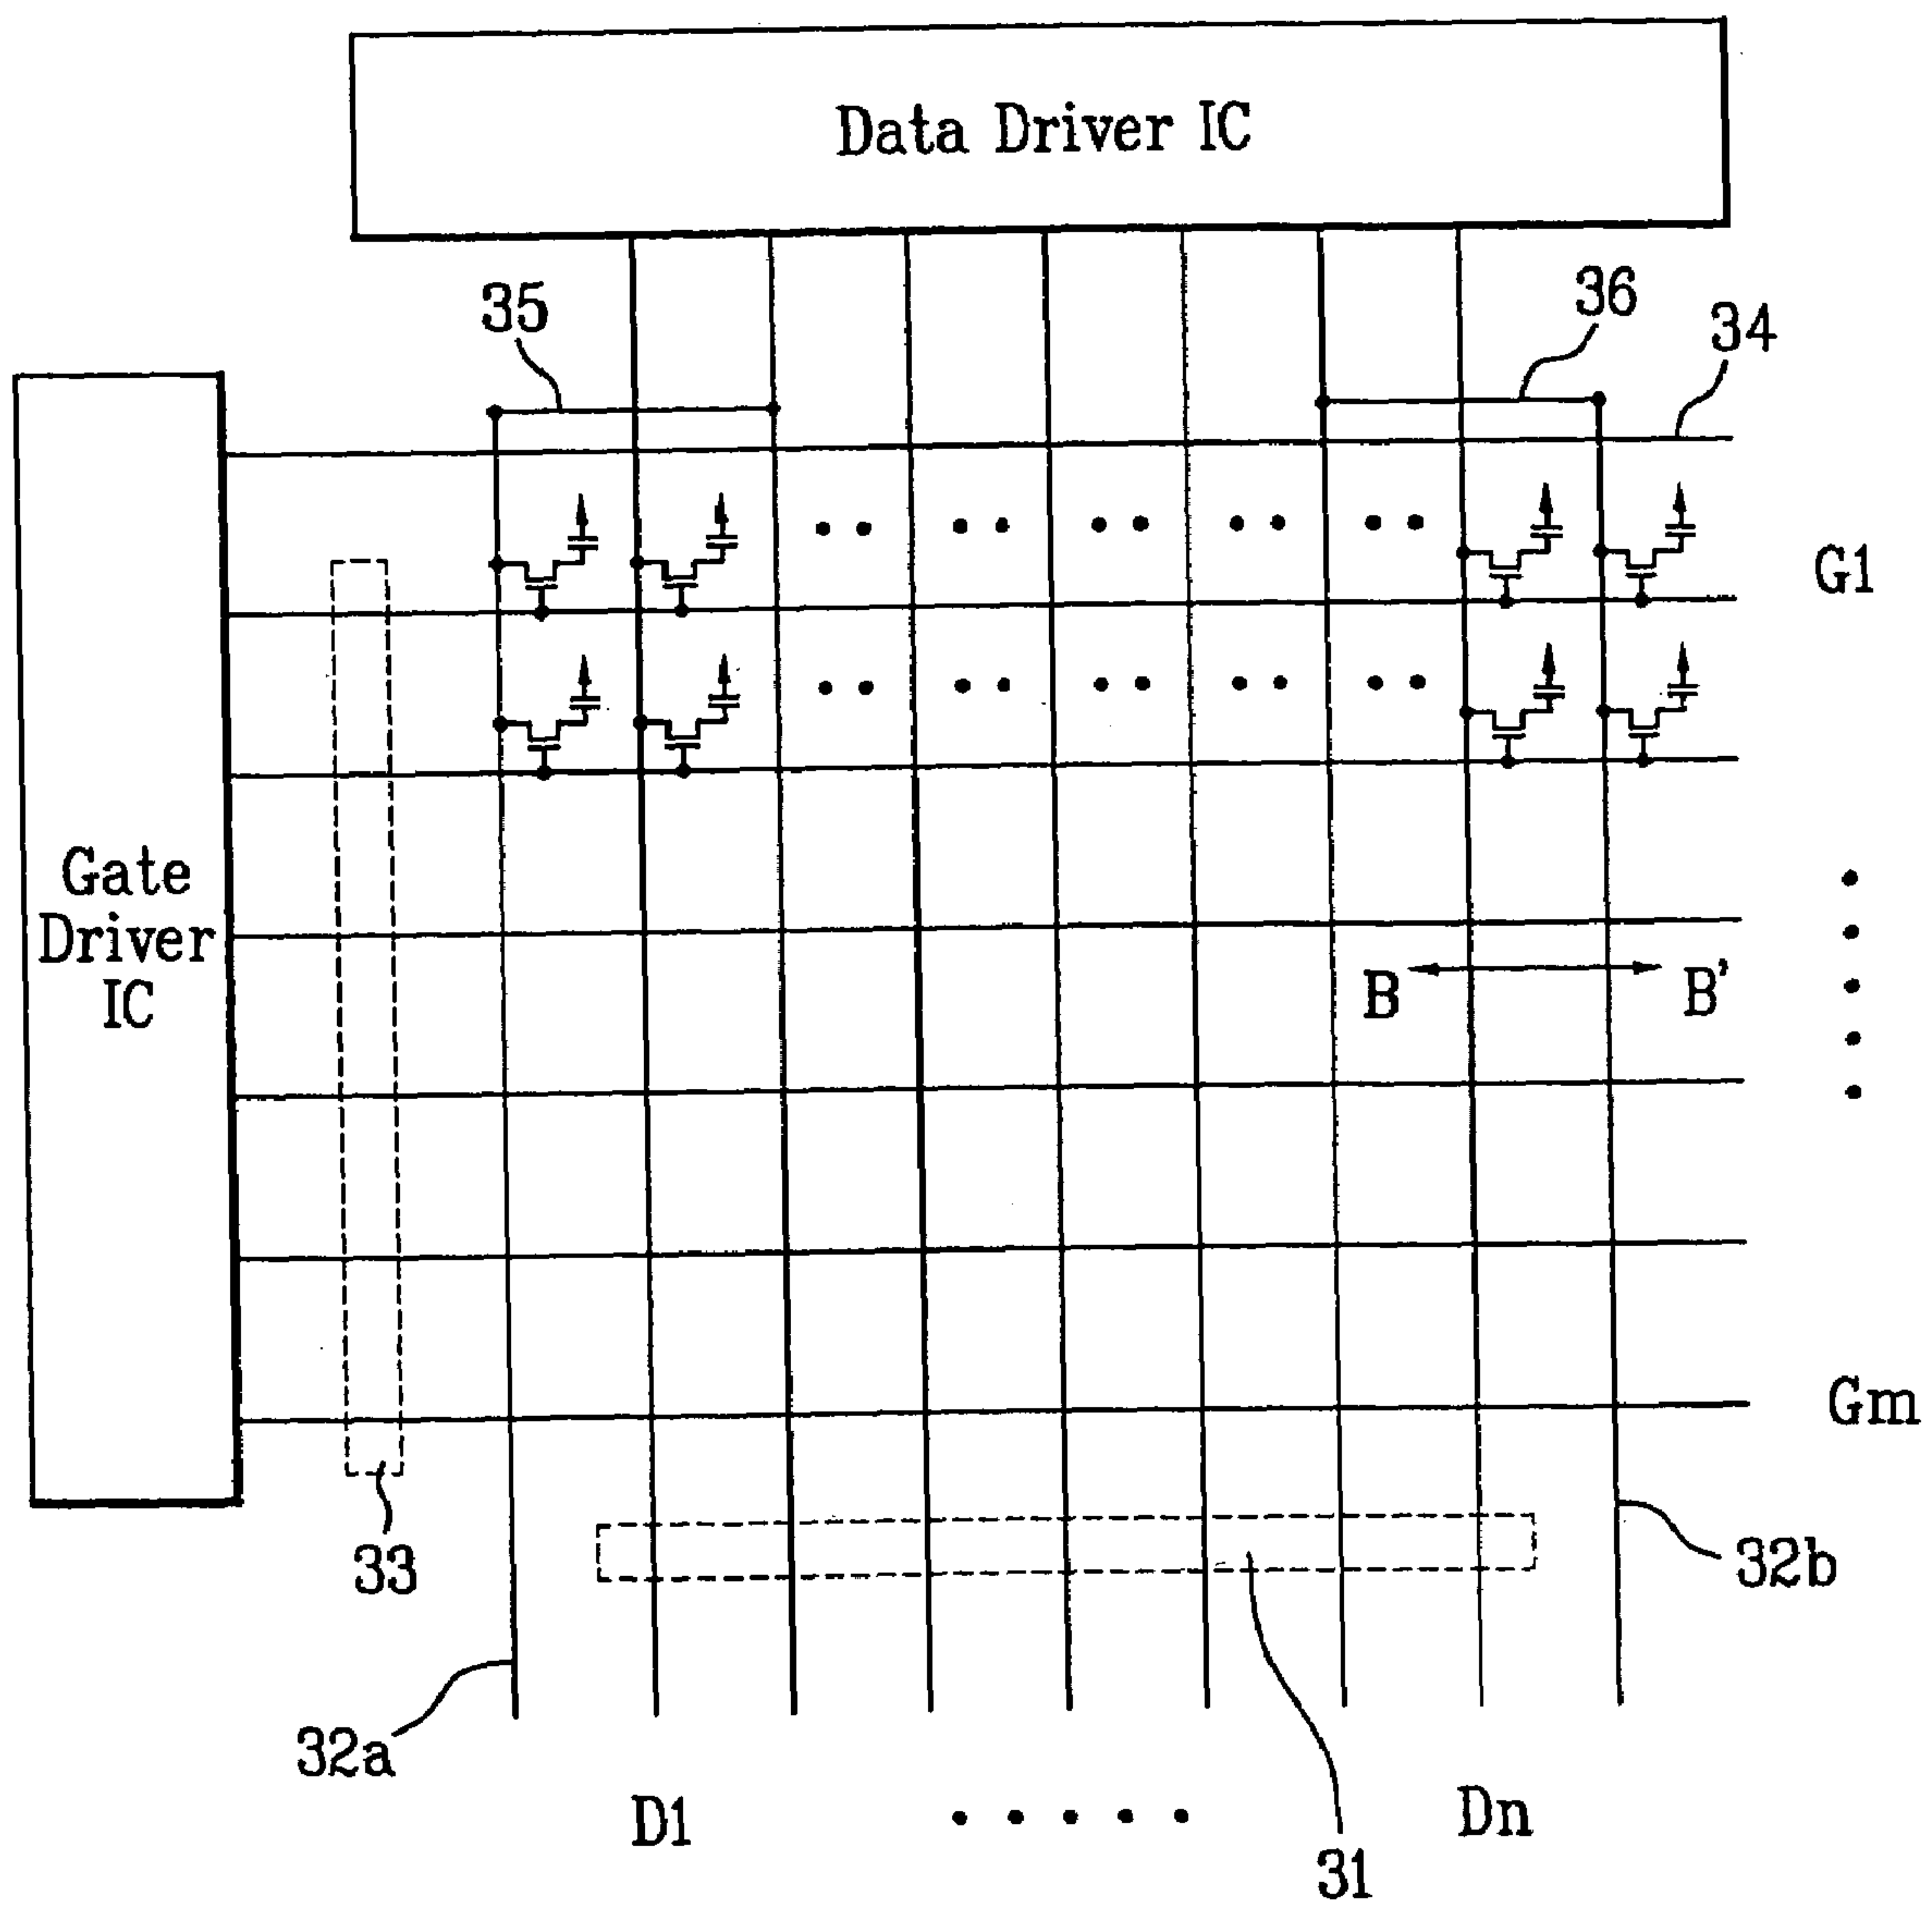 Data Driver IC
35
36
34
G1
Gate
Driver
IC
B
B'
Gm
33
32b
32a
D1
Dn
31